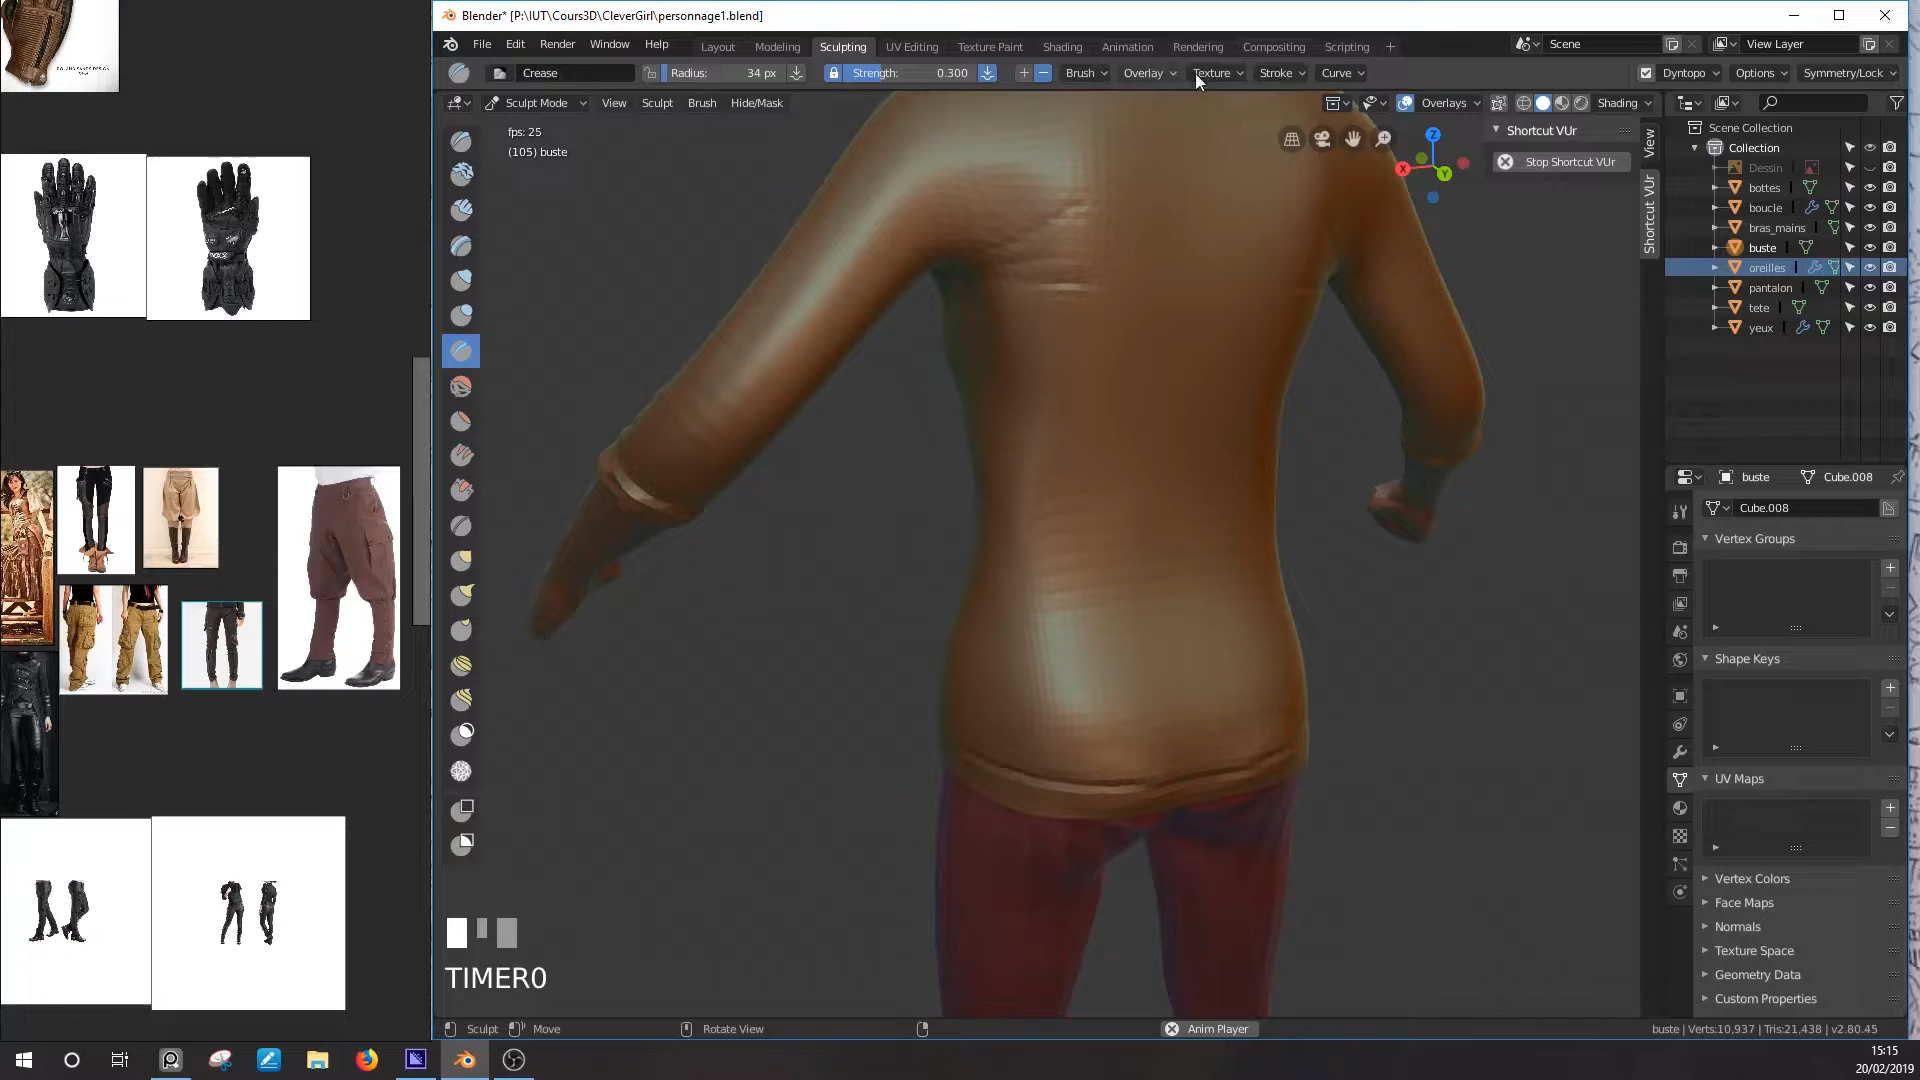 Blender* [P:\IUT\Cours3D\CleverGirl\personnage1.blend]
File Edit Render Window Help Layout Modeling Sculpting UV Editing Texture Paint Shading Animation Rendering Compositing Scripting + Scene View Layer
Crease Radius: 34 px Strength: 0.300 Brush Overlay Texture Stroke Curve Dyntopo Options Symmetry/Lock
Sculpt Mode View Sculpt Brush Hide/Mask Overlays Shading
fps: 25
(105) buste
Shortcut VUr
Stop Shortcut VUr
View
Shortcut VUr
X
Y
Z
Scene Collection
Collection
Dessin
bottes
boucle
bras_mains
buste
oreilles
pantalon
tete
yeux
buste Cube.008
Cube.008
Vertex Groups
Shape Keys
UV Maps
Vertex Colors
Face Maps
Normals
Texture Space
Geometry Data
Custom Properties
TIMER0
Sculpt Move Rotate View Anim Player buste | Verts:10,937 | Tris:21,438 | v2.80.45
15:15
20/02/2019